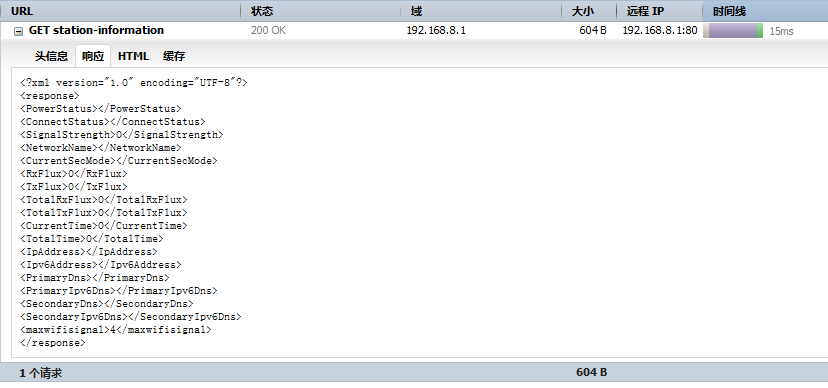 URL 状态 域 大小 远程 IP 时间线
GET station-information 200 OK 192.168.8.1 604 B 192.168.8.1:80 15ms
头信息 响应 HTML 缓存
<?xml version="1.0" encoding="UTF-8"?>
<response>
<PowerStatus></PowerStatus>
<ConnectStatus></ConnectStatus>
<SignalStrength>0</SignalStrength>
<NetworkName></NetworkName>
<CurrentSecMode></CurrentSecMode>
<RxFlux>0</RxFlux>
<TxFlux>0</TxFlux>
<TotalRxFlux>0</TotalRxFlux>
<TotalTxFlux>0</TotalTxFlux>
<CurrentTime>0</CurrentTime>
<TotalTime>0</TotalTime>
<IpAddress></IpAddress>
<Ipv6Address></Ipv6Address>
<PrimaryDns></PrimaryDns>
<PrimaryIpv6Dns></PrimaryIpv6Dns>
<SecondaryDns></SecondaryDns>
<SecondaryIpv6Dns></SecondaryIpv6Dns>
<maxwifisignal>4</maxwifisignal>
</response>
1 个请求 604 B